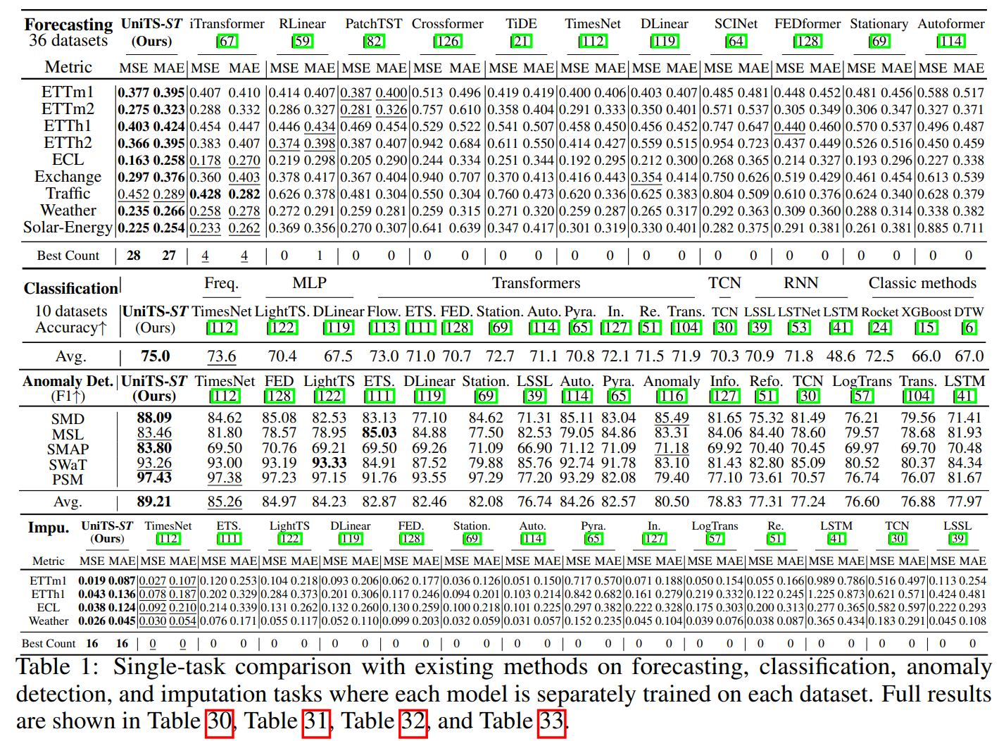 Forecasting UniTS-ST iTransformer RLinear PatchTST Crossformer TiDE TimesNet DLinear SCINet FEDformer Stationary Autoformer
36 datasets (Ours) [67] [59] [82] [126] [21] [112] [119] [64] [128] [69] [114]
Metric MSE MAE MSE MAE MSE MAE MSE MAE MSE MAE MSE MAE MSE MAE MSE MAE MSE MAE MSE MAE MSE MAE MSE MAE
ETTm1 0.377 0.395 0.407 0.410 0.414 0.407 0.387 0.400 0.513 0.496 0.419 0.419 0.400 0.406 0.403 0.407 0.485 0.481 0.448 0.452 0.481 0.456 0.588 0.517
ETTm2 0.275 0.323 0.288 0.332 0.286 0.327 0.281 0.326 0.757 0.610 0.358 0.404 0.291 0.333 0.350 0.401 0.571 0.537 0.305 0.349 0.306 0.347 0.327 0.371
ETTh1 0.403 0.424 0.454 0.447 0.446 0.434 0.469 0.454 0.529 0.522 0.541 0.507 0.458 0.450 0.456 0.452 0.747 0.647 0.440 0.460 0.570 0.537 0.496 0.487
ETTh2 0.366 0.395 0.383 0.407 0.374 0.398 0.387 0.407 0.942 0.684 0.611 0.550 0.414 0.427 0.559 0.515 0.954 0.723 0.437 0.449 0.526 0.516 0.450 0.459
ECL 0.163 0.258 0.178 0.270 0.219 0.298 0.205 0.290 0.244 0.334 0.251 0.344 0.192 0.295 0.212 0.300 0.268 0.365 0.214 0.327 0.193 0.296 0.227 0.338
Exchange 0.297 0.376 0.360 0.403 0.378 0.417 0.367 0.404 0.940 0.707 0.370 0.413 0.416 0.443 0.354 0.414 0.750 0.626 0.519 0.429 0.461 0.454 0.613 0.539
Traffic 0.452 0.289 0.428 0.282 0.626 0.378 0.481 0.304 0.550 0.304 0.760 0.473 0.620 0.336 0.625 0.383 0.804 0.509 0.610 0.376 0.624 0.340 0.628 0.379
Weather 0.235 0.266 0.258 0.278 0.272 0.291 0.259 0.281 0.259 0.315 0.271 0.320 0.259 0.287 0.265 0.317 0.292 0.363 0.309 0.360 0.288 0.314 0.338 0.382
Solar-Energy 0.225 0.254 0.233 0.262 0.369 0.356 0.270 0.307 0.641 0.639 0.347 0.417 0.301 0.319 0.330 0.401 0.282 0.375 0.291 0.381 0.261 0.381 0.885 0.711
Best Count 28 27 4 4 0 1 0 0 0 0 0 0 0 0 0 0 0 0 0 0 0 0 0 0
Classification Freq. MLP Transformers TCN RNN Classic methods
10 datasets UniTS-ST TimesNet LightTS. DLinear Flow. ETS. FED. Station. Auto. Pyra. In. Re. Trans. TCN LSSL LSTNet LSTM Rocket XGBoost DTW
Accuracy↑ (Ours) [112] [122] [119] [113] [111] [128] [69] [114] [65] [127] [51] [104] [30] [39] [53] [41] [24] [15] [6]
Avg. 75.0 73.6 70.4 67.5 73.0 71.0 70.7 72.7 71.1 70.8 72.1 71.5 71.9 70.3 70.9 71.8 48.6 72.5 66.0 67.0
Anomaly Det. UniTS-ST TimesNet FED LightTS ETS. DLinear Station. LSSL Auto. Pyra. Anomaly Info. Refo. TCN LogTrans Trans. LSTM
(F1↑) (Ours) [112] [128] [122] [111] [119] [69] [39] [114] [65] [116] [127] [51] [30] [57] [104] [41]
SMD 88.09 84.62 85.08 82.53 83.13 77.10 84.62 71.31 85.11 83.04 85.49 81.65 75.32 81.49 76.21 79.56 71.41
MSL 83.46 81.80 78.57 78.95 85.03 84.88 77.50 82.53 79.05 84.86 83.31 84.06 84.40 78.60 79.57 78.68 81.93
SMAP 83.80 69.50 70.76 69.21 69.50 69.26 71.09 66.90 71.12 71.09 71.18 69.92 70.40 70.45 69.97 69.70 70.48
SWaT 93.26 93.00 93.19 93.33 84.91 87.52 79.88 85.76 92.74 91.78 83.10 81.43 82.80 85.09 80.52 80.37 84.34
PSM 97.43 97.38 97.23 97.15 91.76 93.55 97.29 77.20 93.29 82.08 79.40 77.10 73.61 70.57 76.74 76.07 81.67
Avg. 89.21 85.26 84.97 84.23 82.87 82.46 82.08 76.74 84.26 82.57 80.50 78.83 77.31 77.24 76.60 76.88 77.97
Impu. UniTS-ST TimesNet ETS. LightTS DLinear FED. Station. Auto. Pyra. In. LogTrans Re. LSTM TCN LSSL
(Ours) [112] [111] [122] [119] [128] [69] [114] [65] [127] [57] [51] [41] [30] [39]
Metric MSE MAE MSE MAE MSE MAE MSE MAE MSE MAE MSE MAE MSE MAE MSE MAE MSE MAE MSE MAE MSE MAE MSE MAE MSE MAE MSE MAE MSE MAE
ETTm1 0.019 0.087 0.027 0.107 0.120 0.253 0.104 0.218 0.093 0.206 0.062 0.177 0.036 0.126 0.051 0.150 0.717 0.570 0.071 0.188 0.050 0.154 0.055 0.166 0.989 0.786 0.516 0.497 0.113 0.254
ETTh1 0.043 0.136 0.078 0.187 0.202 0.329 0.284 0.373 0.201 0.306 0.117 0.246 0.094 0.201 0.103 0.214 0.842 0.682 0.161 0.279 0.219 0.332 0.122 0.245 1.225 0.873 0.621 0.571 0.424 0.481
ECL 0.038 0.124 0.092 0.210 0.214 0.339 0.131 0.262 0.132 0.260 0.130 0.259 0.100 0.218 0.101 0.225 0.297 0.382 0.222 0.328 0.175 0.303 0.200 0.313 0.277 0.365 0.582 0.597 0.222 0.293
Weather 0.026 0.045 0.030 0.054 0.076 0.171 0.055 0.117 0.052 0.110 0.099 0.203 0.032 0.059 0.031 0.057 0.152 0.235 0.045 0.104 0.039 0.076 0.038 0.087 0.365 0.434 0.183 0.291 0.045 0.108
Best Count 16 16 0 0 0 0 0 0 0 0 0 0 0 0 0 0 0 0 0 0 0 0 0 0 0 0 0 0 0 0
Table 1: Single-task comparison with existing methods on forecasting, classification, anomaly
detection, and imputation tasks where each model is separately trained on each dataset. Full results
are shown in Table 30, Table 31, Table 32, and Table 33.